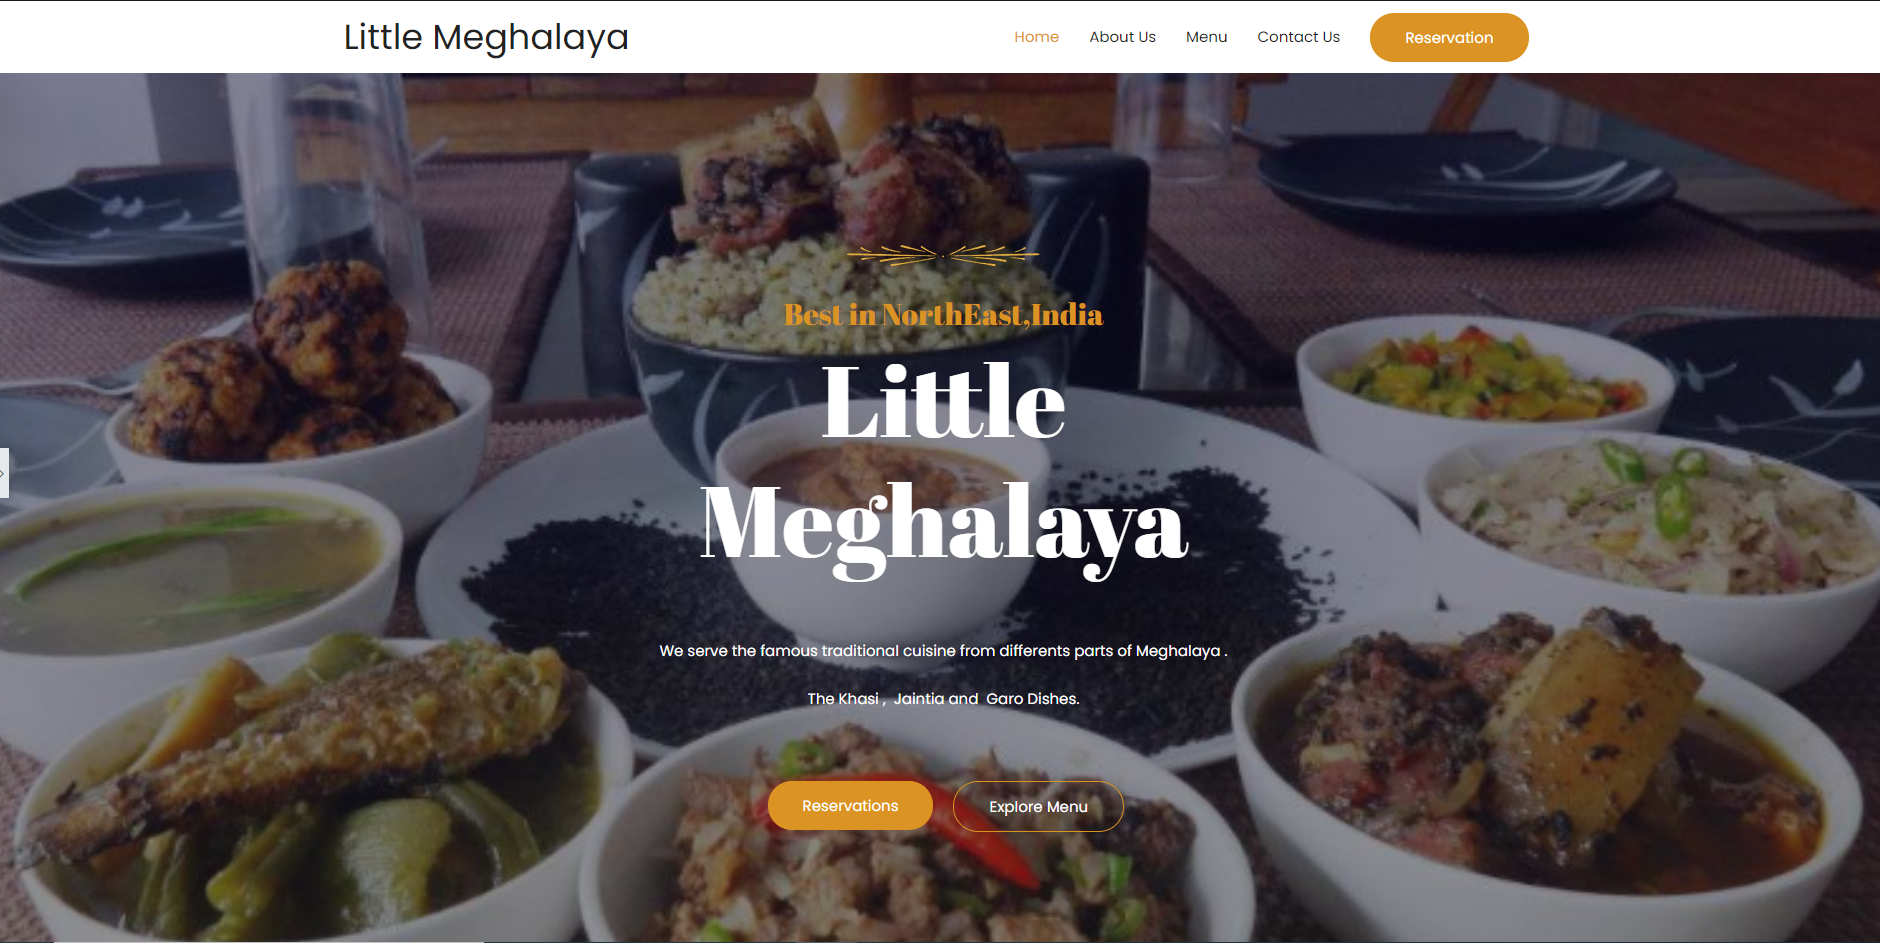 Little Meghalaya
Home About Us Menu Contact Us Reservation
Best in NorthEast,India
Little
Meghalaya
We serve the famous traditional cuisine from differents parts of Meghalaya .
The Khasi , Jaintia and Garo Dishes.
Reservations Explore Menu